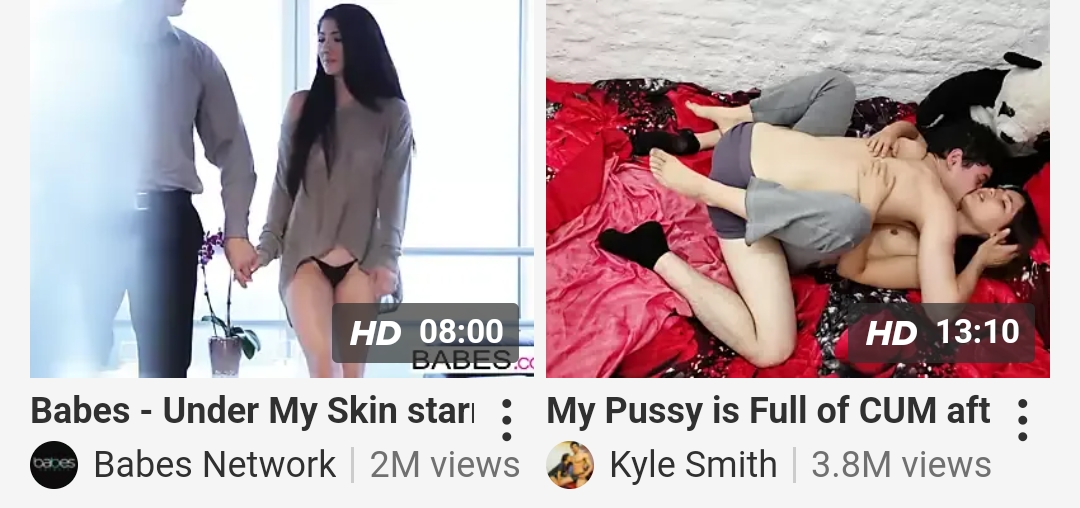 HD 08:00
BABES.co
HD 13:10
Babes - Under My Skin star
My Pussy is Full of CUM aft
babes
Babes Network | 2M views
Kyle Smith | 3.8M views